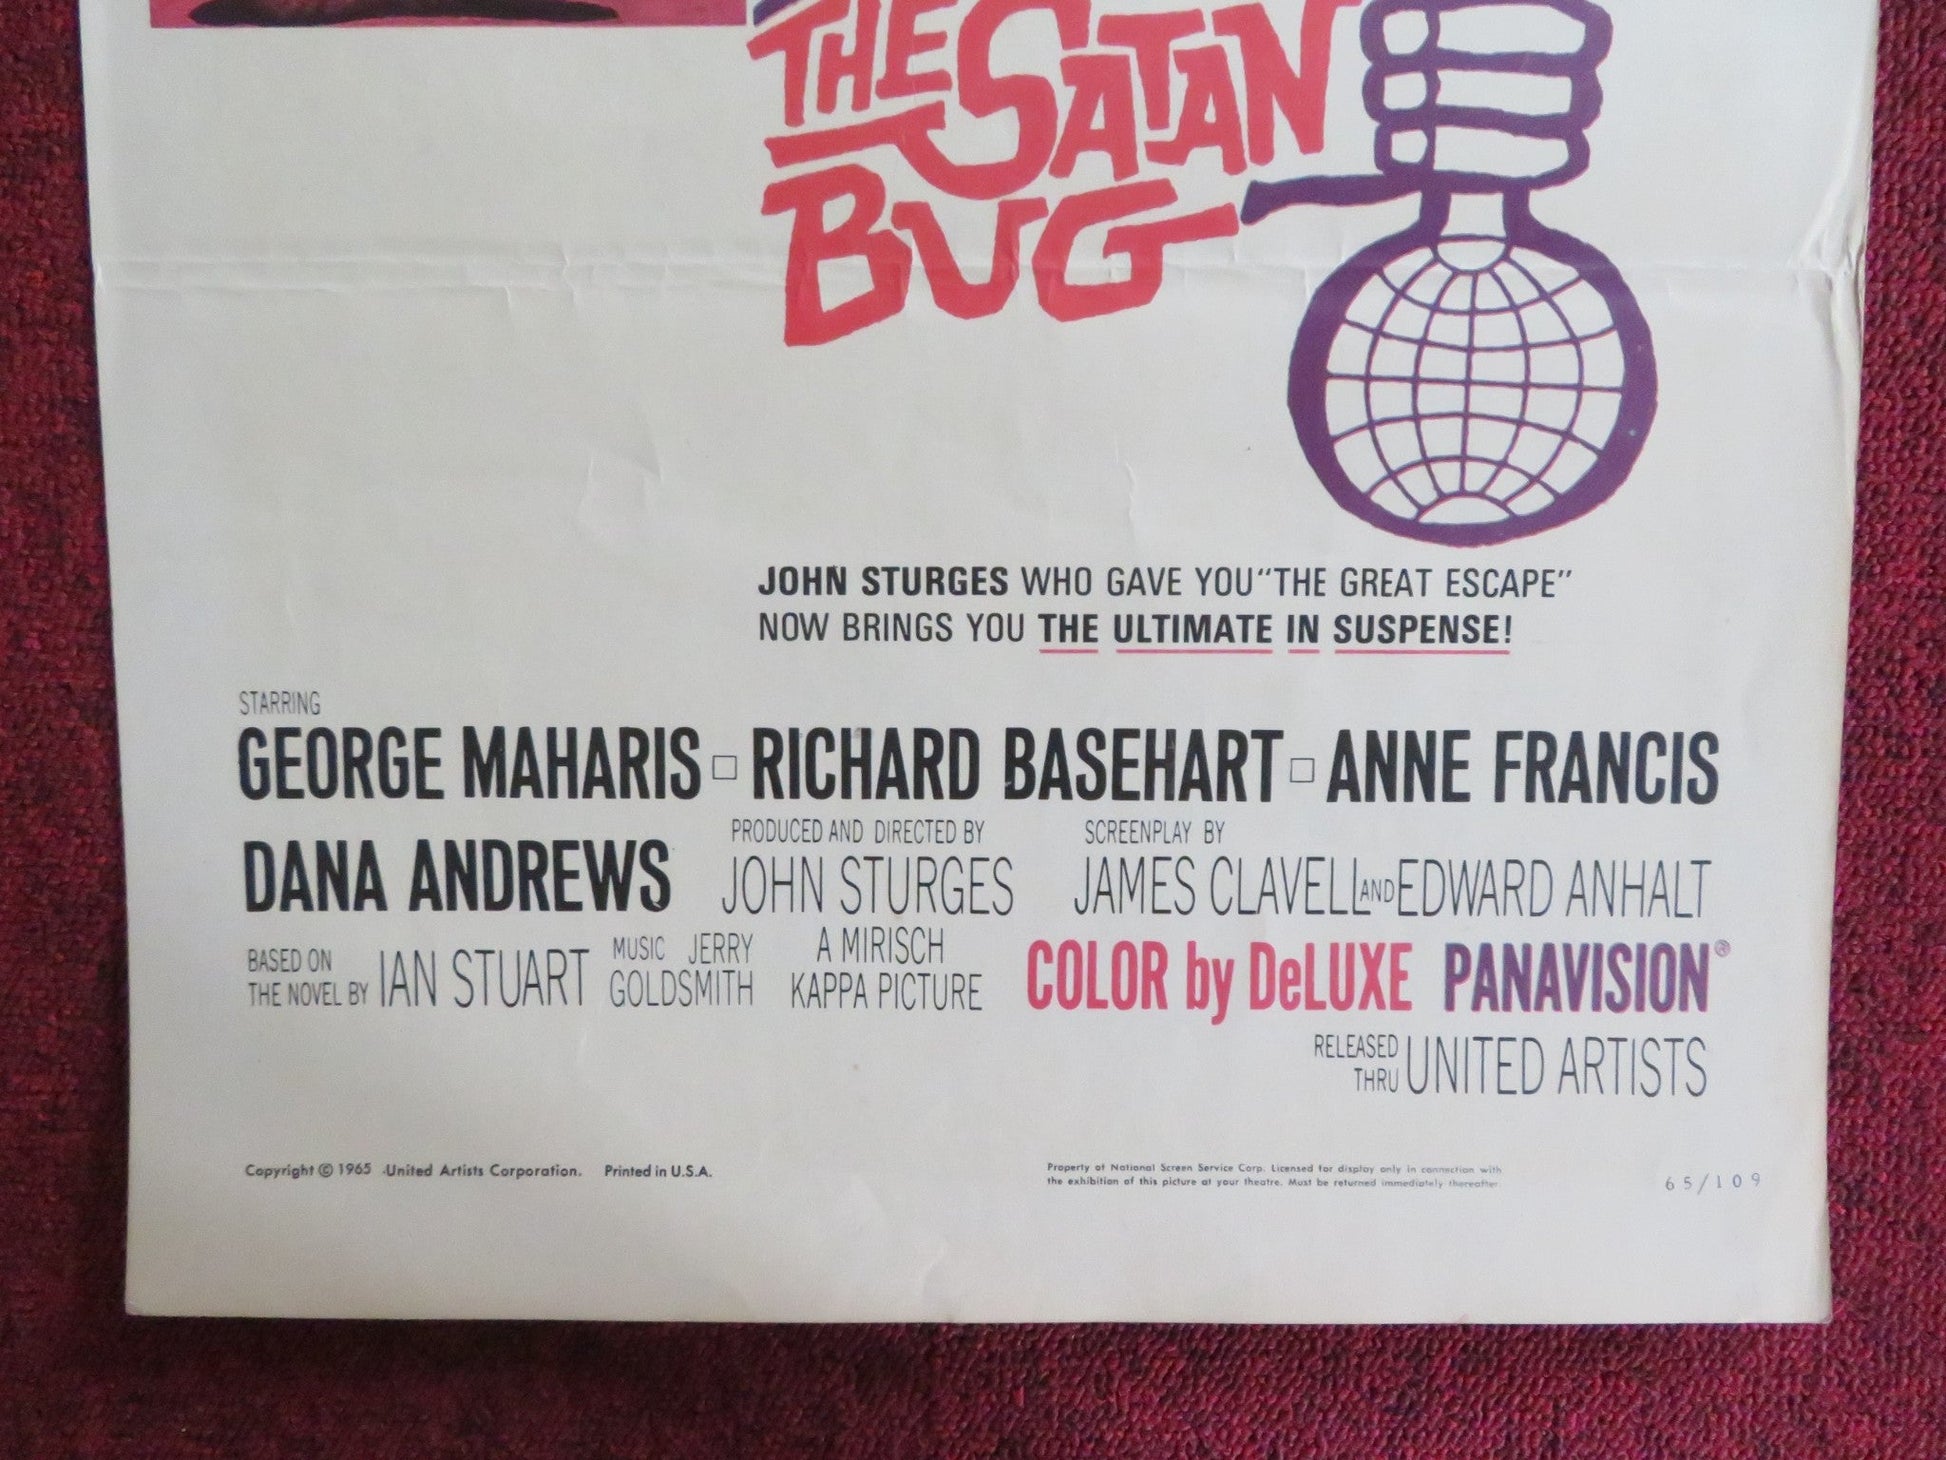 THE SATAN
BUG
JOHN STURGES WHO GAVE YOU "THE GREAT ESCAPE"
NOW BRINGS YOU THE ULTIMATE IN SUSPENSE!
STARRING
GEORGE MAHARIS □ RICHARD BASEHART □ ANNE FRANCIS
DANA ANDREWS
PRODUCED AND DIRECTED BY
JOHN STURGES
SCREENPLAY BY
JAMES CLAVELL AND EDWARD ANHALT
BASED ON
THE NOVEL BY IAN STUART
MUSIC JERRY
GOLDSMITH
A MIRISCH
KAPPA PICTURE
COLOR by DeLUXE PANAVISION®
RELEASED
THRU UNITED ARTISTS
Copyright © 1965 United Artists Corporation. Printed in U.S.A.
Property of National Screen Service Corp. Licensed for display only in connection with
the exhibition of this picture at your theatre. Must be returned immediately thereafter.
65/109